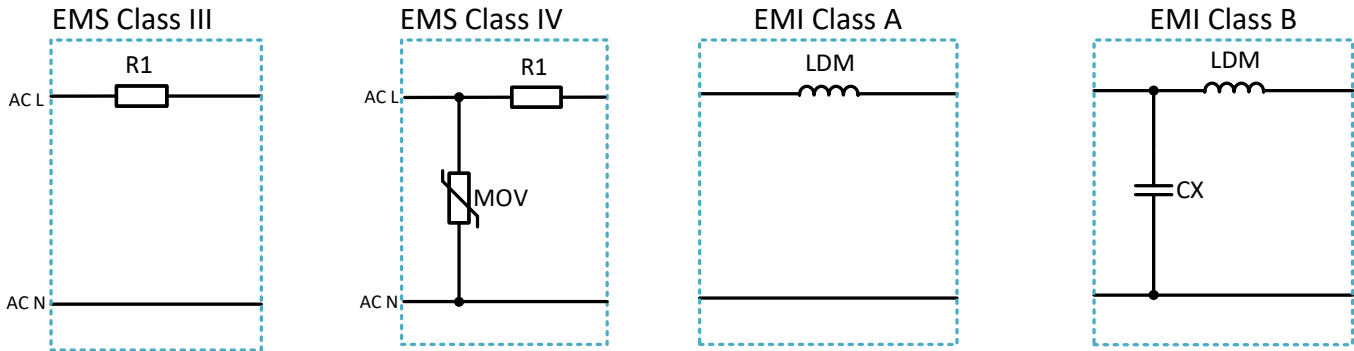 EMS Class III
EMS Class IV
EMI Class A
EMI Class B
R1
AC L
AC N
R1
AC L
MOV
AC N
LDM
LDM
CX